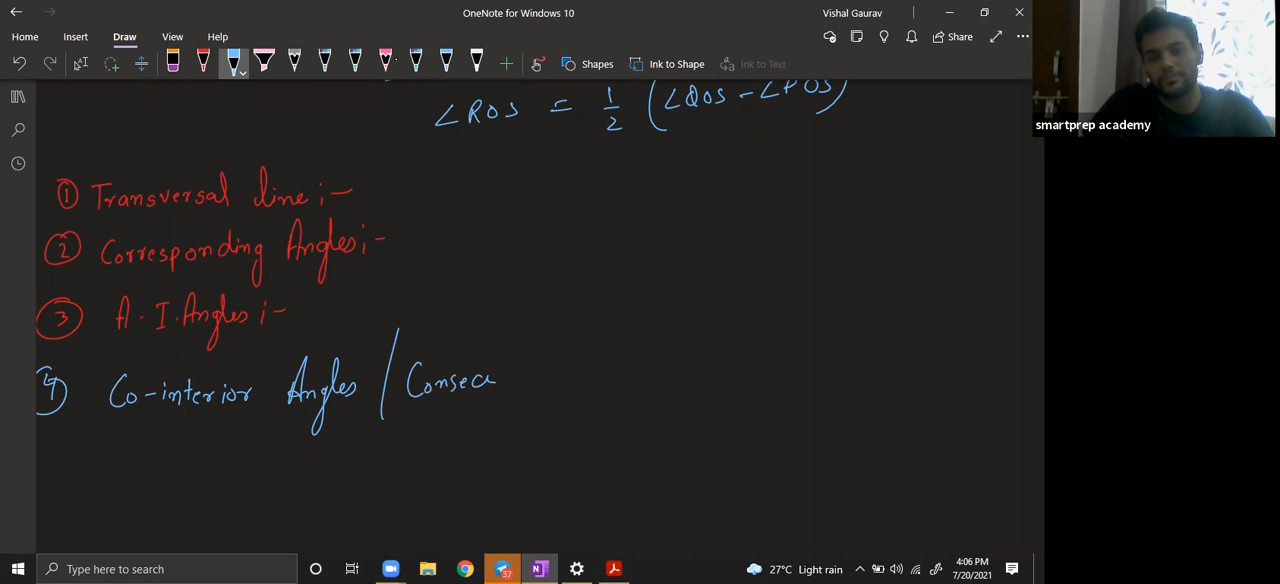 OneNote for Windows 10
Vishal Gaurav
Home Insert Draw View Help
Share
Shapes Ink to Shape Ink to Text
smartprep academy
∠ROS = 1/2 (∠QOS - ∠POS)
① Transversal line :-
② Corresponding Angles :-
③ A. I. Angles :-
④ Co-interior Angles / Consecu
Type here to search
37
27°C Light rain
4:06 PM
7/20/2021